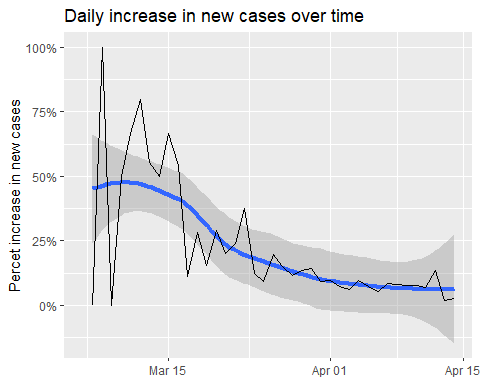 Daily increase in new cases over time
Percet increase in new cases
100%
75%
50%
25%
0%
Mar 15
Apr 01
Apr 15